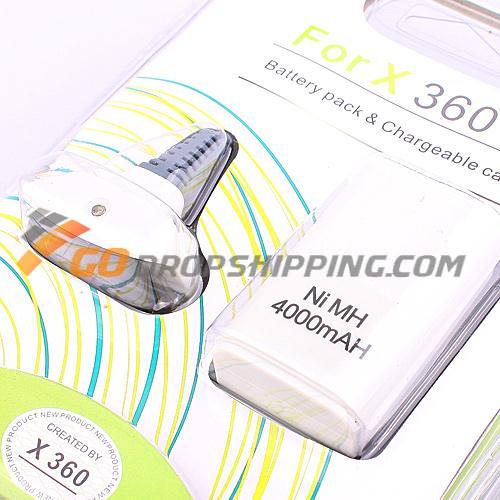 For X 360
Battery pack & Chargeable ca
GODROPSHIPPING.COM
Ni MH
4000mAH
NEW PRODUCT NEW PRODUCT NEW PRODUCT
CREATED BY
X 360